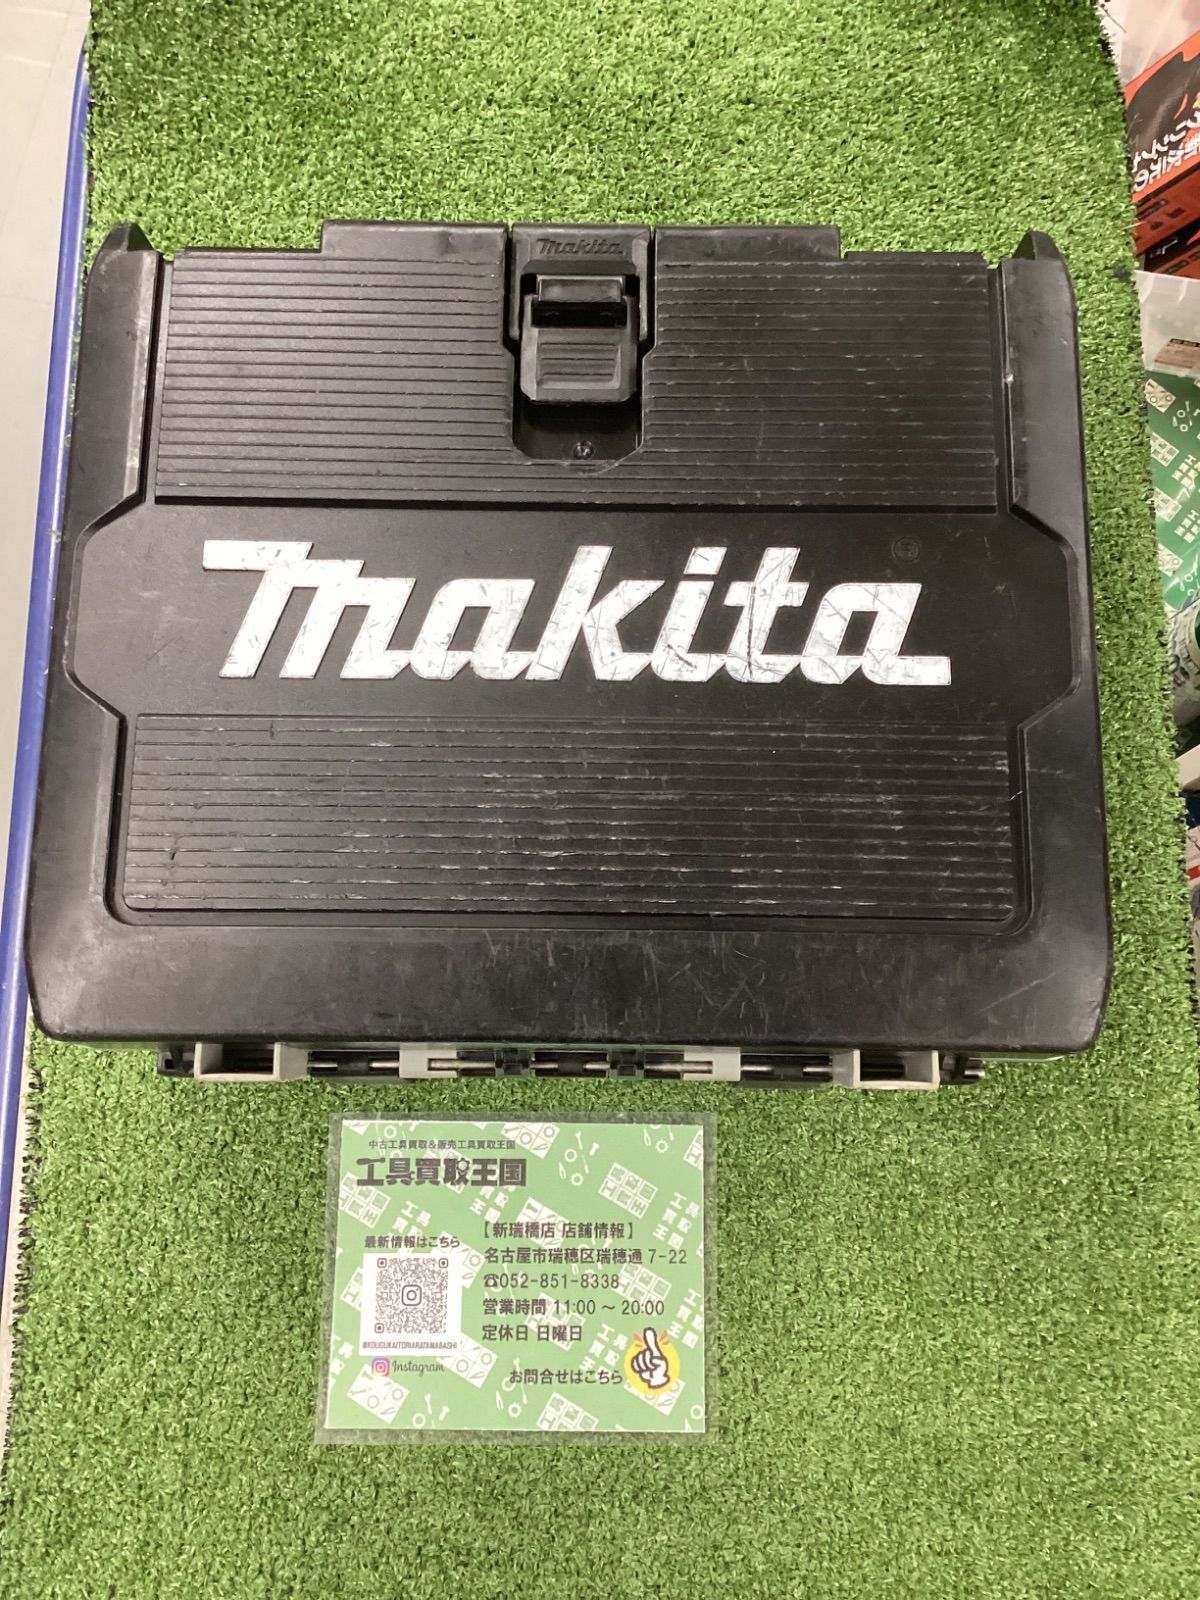 makita
makita
中古工具買取&販売工具買取王国
工具買取王国
【新瑞橋店 店舗情報】
最新情報はこちら
名古屋市瑞穂区瑞穂通 7-22
☎052-851-8338
営業時間 11:00 ～ 20:00
定休日 日曜日
@KOUGUKAITORIARATAMABASHI
Instagram
お問合せはこちら